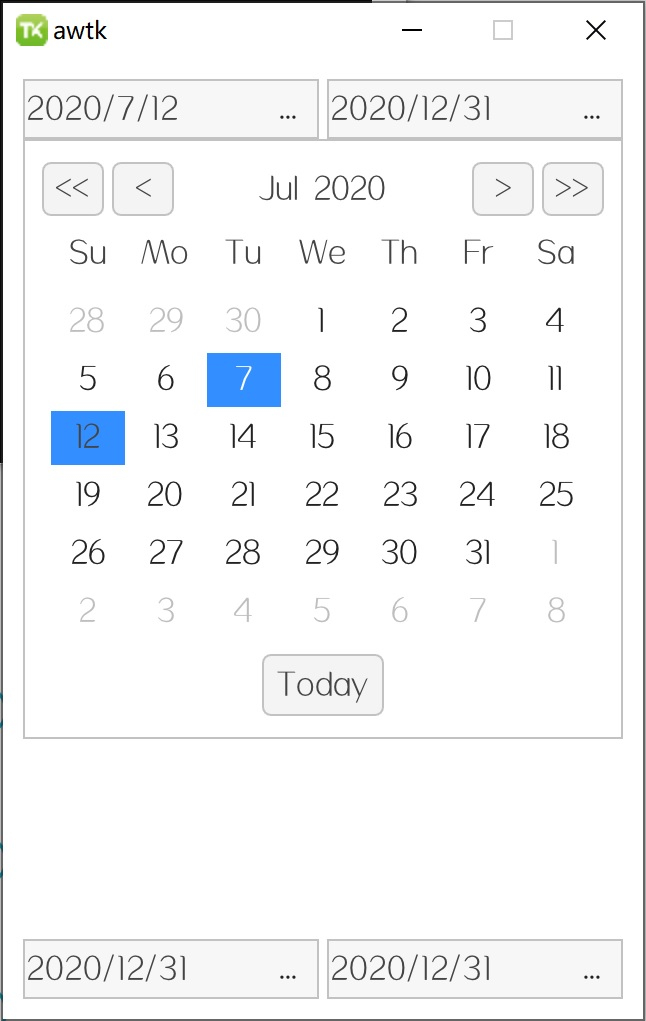 TK awtk
2020/7/12 ... 2020/12/31 ...
<< < Jul 2020 > >>
Su Mo Tu We Th Fr Sa
28 29 30 1 2 3 4
5 6 7 8 9 10 11
12 13 14 15 16 17 18
19 20 21 22 23 24 25
26 27 28 29 30 31 1
2 3 4 5 6 7 8
Today
2020/12/31 ... 2020/12/31 ...